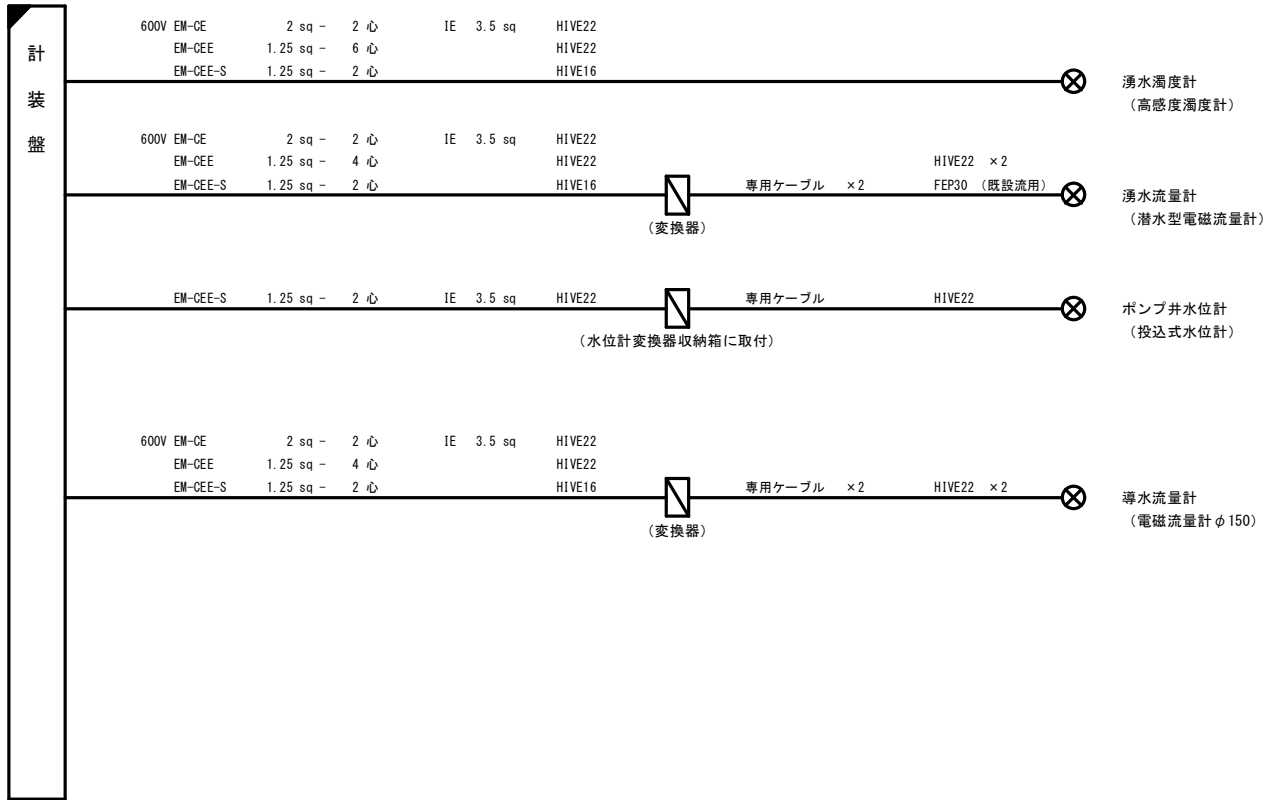 計装盤
600V EM-CE 2 sq - 2 心 IE 3.5 sq HIVE22
EM-CEE 1.25 sq - 6 心 HIVE22
EM-CEE-S 1.25 sq - 2 心 HIVE16
湧水濁度計
（高感度濁度計）
600V EM-CE 2 sq - 2 心 IE 3.5 sq HIVE22
EM-CEE 1.25 sq - 4 心 HIVE22 HIVE22 ×2
EM-CEE-S 1.25 sq - 2 心 HIVE16 専用ケーブル ×2 FEP30 （既設流用）
湧水流量計
（潜水型電磁流量計）
（変換器）
EM-CEE-S 1.25 sq - 2 心 IE 3.5 sq HIVE22 専用ケーブル HIVE22
ポンプ井水位計
（投込式水位計）
（水位計変換器収納箱に取付）
600V EM-CE 2 sq - 2 心 IE 3.5 sq HIVE22
EM-CEE 1.25 sq - 4 心 HIVE22
EM-CEE-S 1.25 sq - 2 心 HIVE16 専用ケーブル ×2 HIVE22 ×2
導水流量計
（電磁流量計φ150）
（変換器）